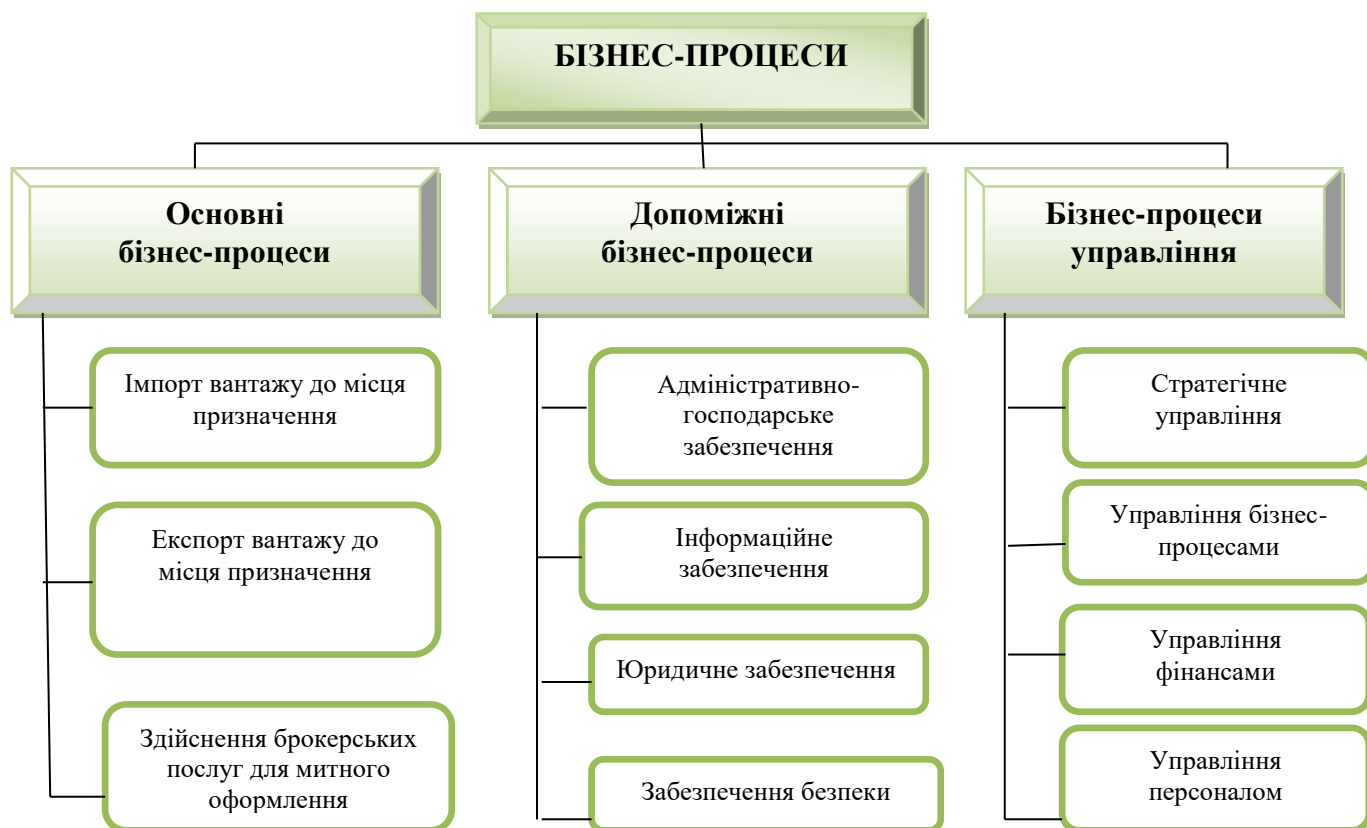 БІЗНЕС-ПРОЦЕСИ
Основні
бізнес-процеси
Імпорт вантажу до місця
призначення
Експорт вантажу до
місця призначення
Здійснення брокерських
послуг для митного
оформлення
Допоміжні
бізнес-процеси
Адміністративно-
господарське
забезпечення
Інформаційне
забезпечення
Юридичне забезпечення
Забезпечення безпеки
Бізнес-процеси
управління
Стратегічне
управління
Управління бізнес-
процесами
Управління
фінансами
Управління
персоналом